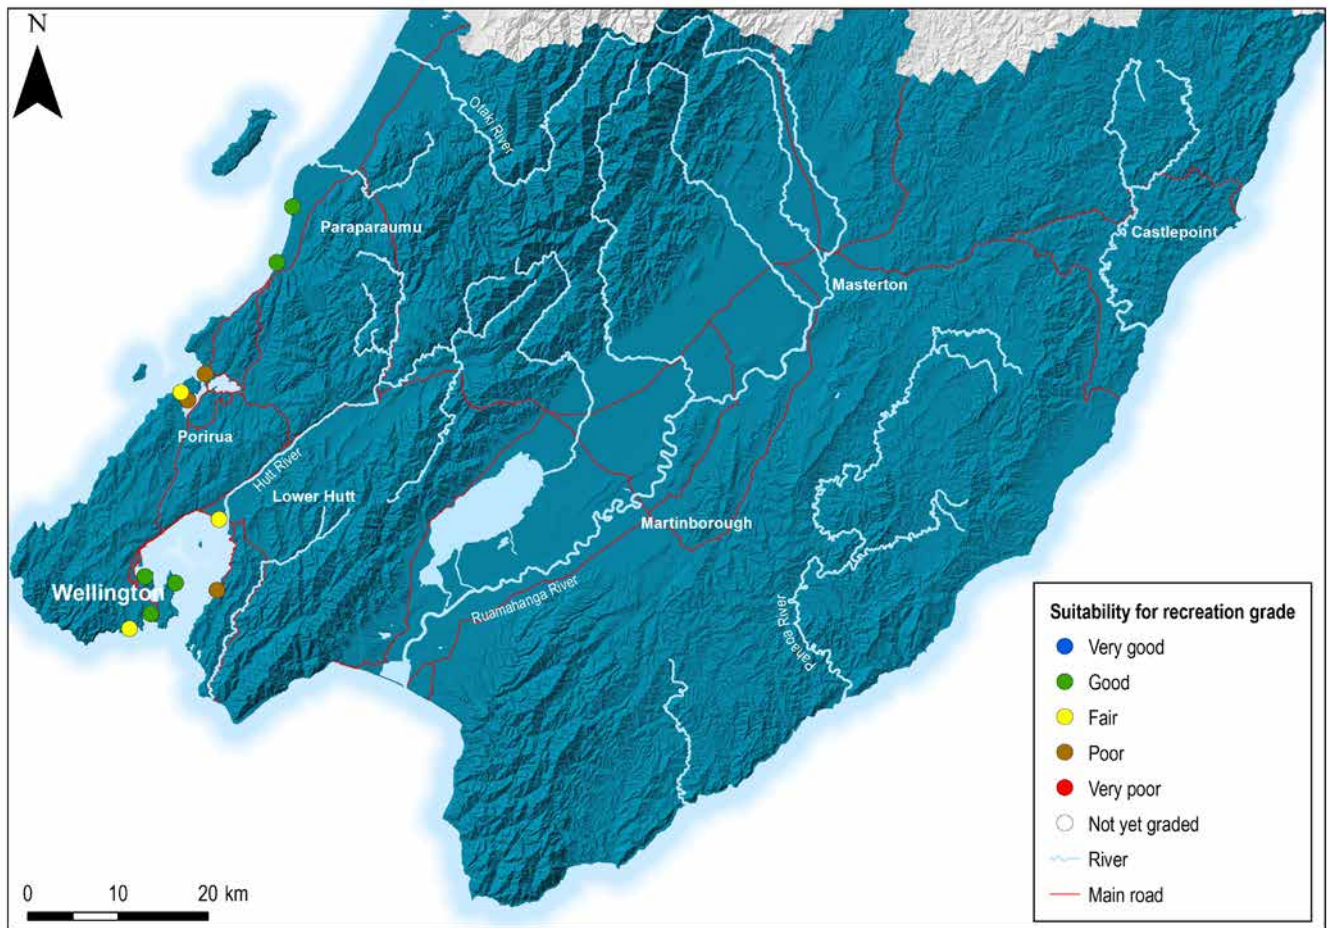 N
Otaki River
Paraparaumu
Castlepoint
Masterton
Porirua
Hutt River
Lower Hutt
Martinborough
Wellington
Ruamahanga River
Pahaoa River
Suitability for recreation grade
Very good
Good
Fair
Poor
Very poor
Not yet graded
River
Main road
0 10 20 km